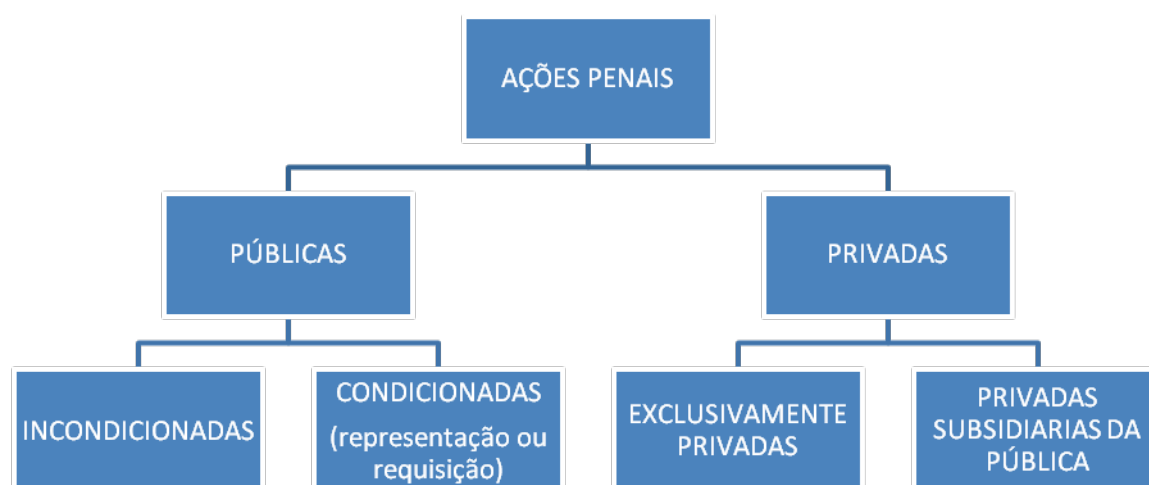 AÇÕES PENAIS
PÚBLICAS
PRIVADAS
INCONDICIONADAS
CONDICIONADAS
(representação ou
requisição)
EXCLUSIVAMENTE
PRIVADAS
PRIVADAS
SUBSIDIARIAS DA
PÚBLICA